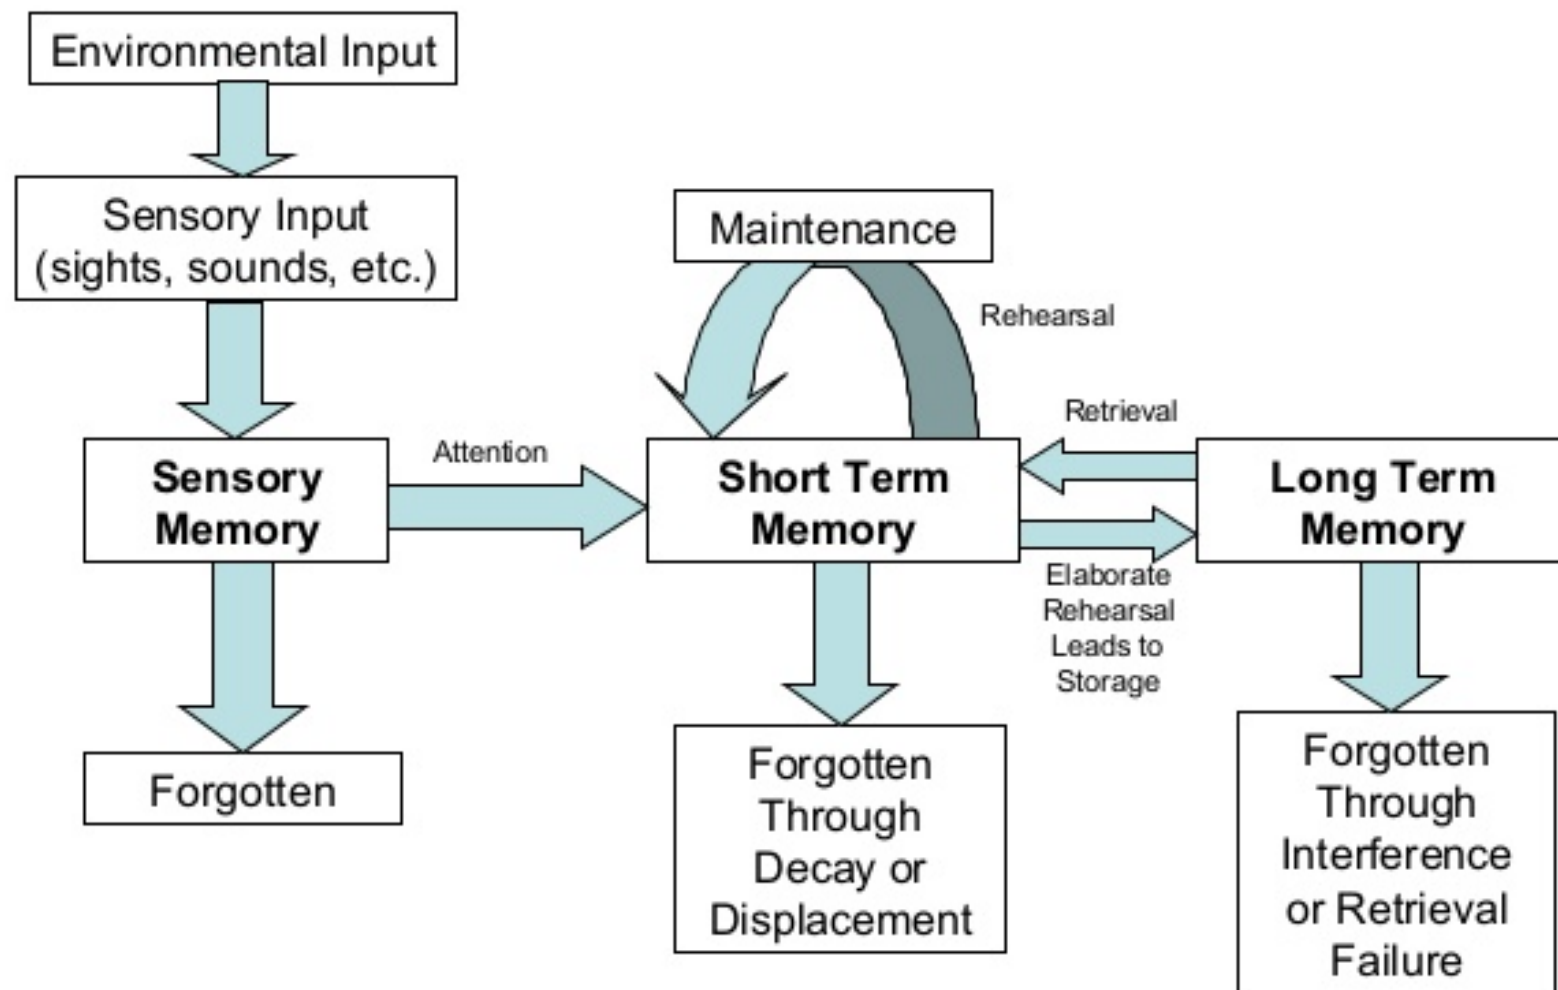 Environmental Input
Sensory Input
(sights, sounds, etc.)
Maintenance
Rehearsal
Retrieval
Attention
Sensory
Memory
Short Term
Memory
Long Term
Memory
Elaborate
Rehearsal
Leads to
Storage
Forgotten
Forgotten
Through
Decay or
Displacement
Forgotten
Through
Interference
or Retrieval
Failure